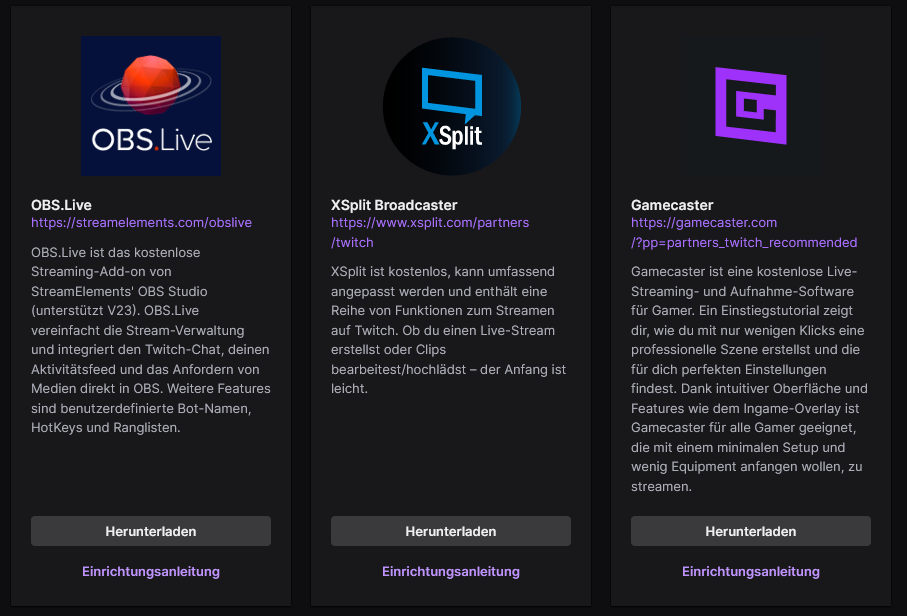 OBS.Live
OBS.Live
https://streamelements.com/obslive
OBS.Live ist das kostenlose
Streaming-Add-on von
StreamElements' OBS Studio
(unterstützt V23). OBS.Live
vereinfacht die Stream-Verwaltung
und integriert den Twitch-Chat, deinen
Aktivitätsfeed und das Anfordern von
Medien direkt in OBS. Weitere Features
sind benutzerdefinierte Bot-Namen,
HotKeys und Ranglisten.
Herunterladen
Einrichtungsanleitung
XSplit
XSplit Broadcaster
https://www.xsplit.com/partners
/twitch
XSplit ist kostenlos, kann umfassend
angepasst werden und enthält eine
Reihe von Funktionen zum Streamen
auf Twitch. Ob du einen Live-Stream
erstellst oder Clips
bearbeitest/hochlädst – der Anfang ist
leicht.
Herunterladen
Einrichtungsanleitung
Gamecaster
https://gamecaster.com
/?pp=partners_twitch_recommended
Gamecaster ist eine kostenlose Live-
Streaming- und Aufnahme-Software
für Gamer. Ein Einstiegstutorial zeigt
dir, wie du mit nur wenigen Klicks eine
professionelle Szene erstellst und die
für dich perfekten Einstellungen
findest. Dank intuitiver Oberfläche und
Features wie dem Ingame-Overlay ist
Gamecaster für alle Gamer geeignet,
die mit einem minimalen Setup und
wenig Equipment anfangen wollen, zu
streamen.
Herunterladen
Einrichtungsanleitung